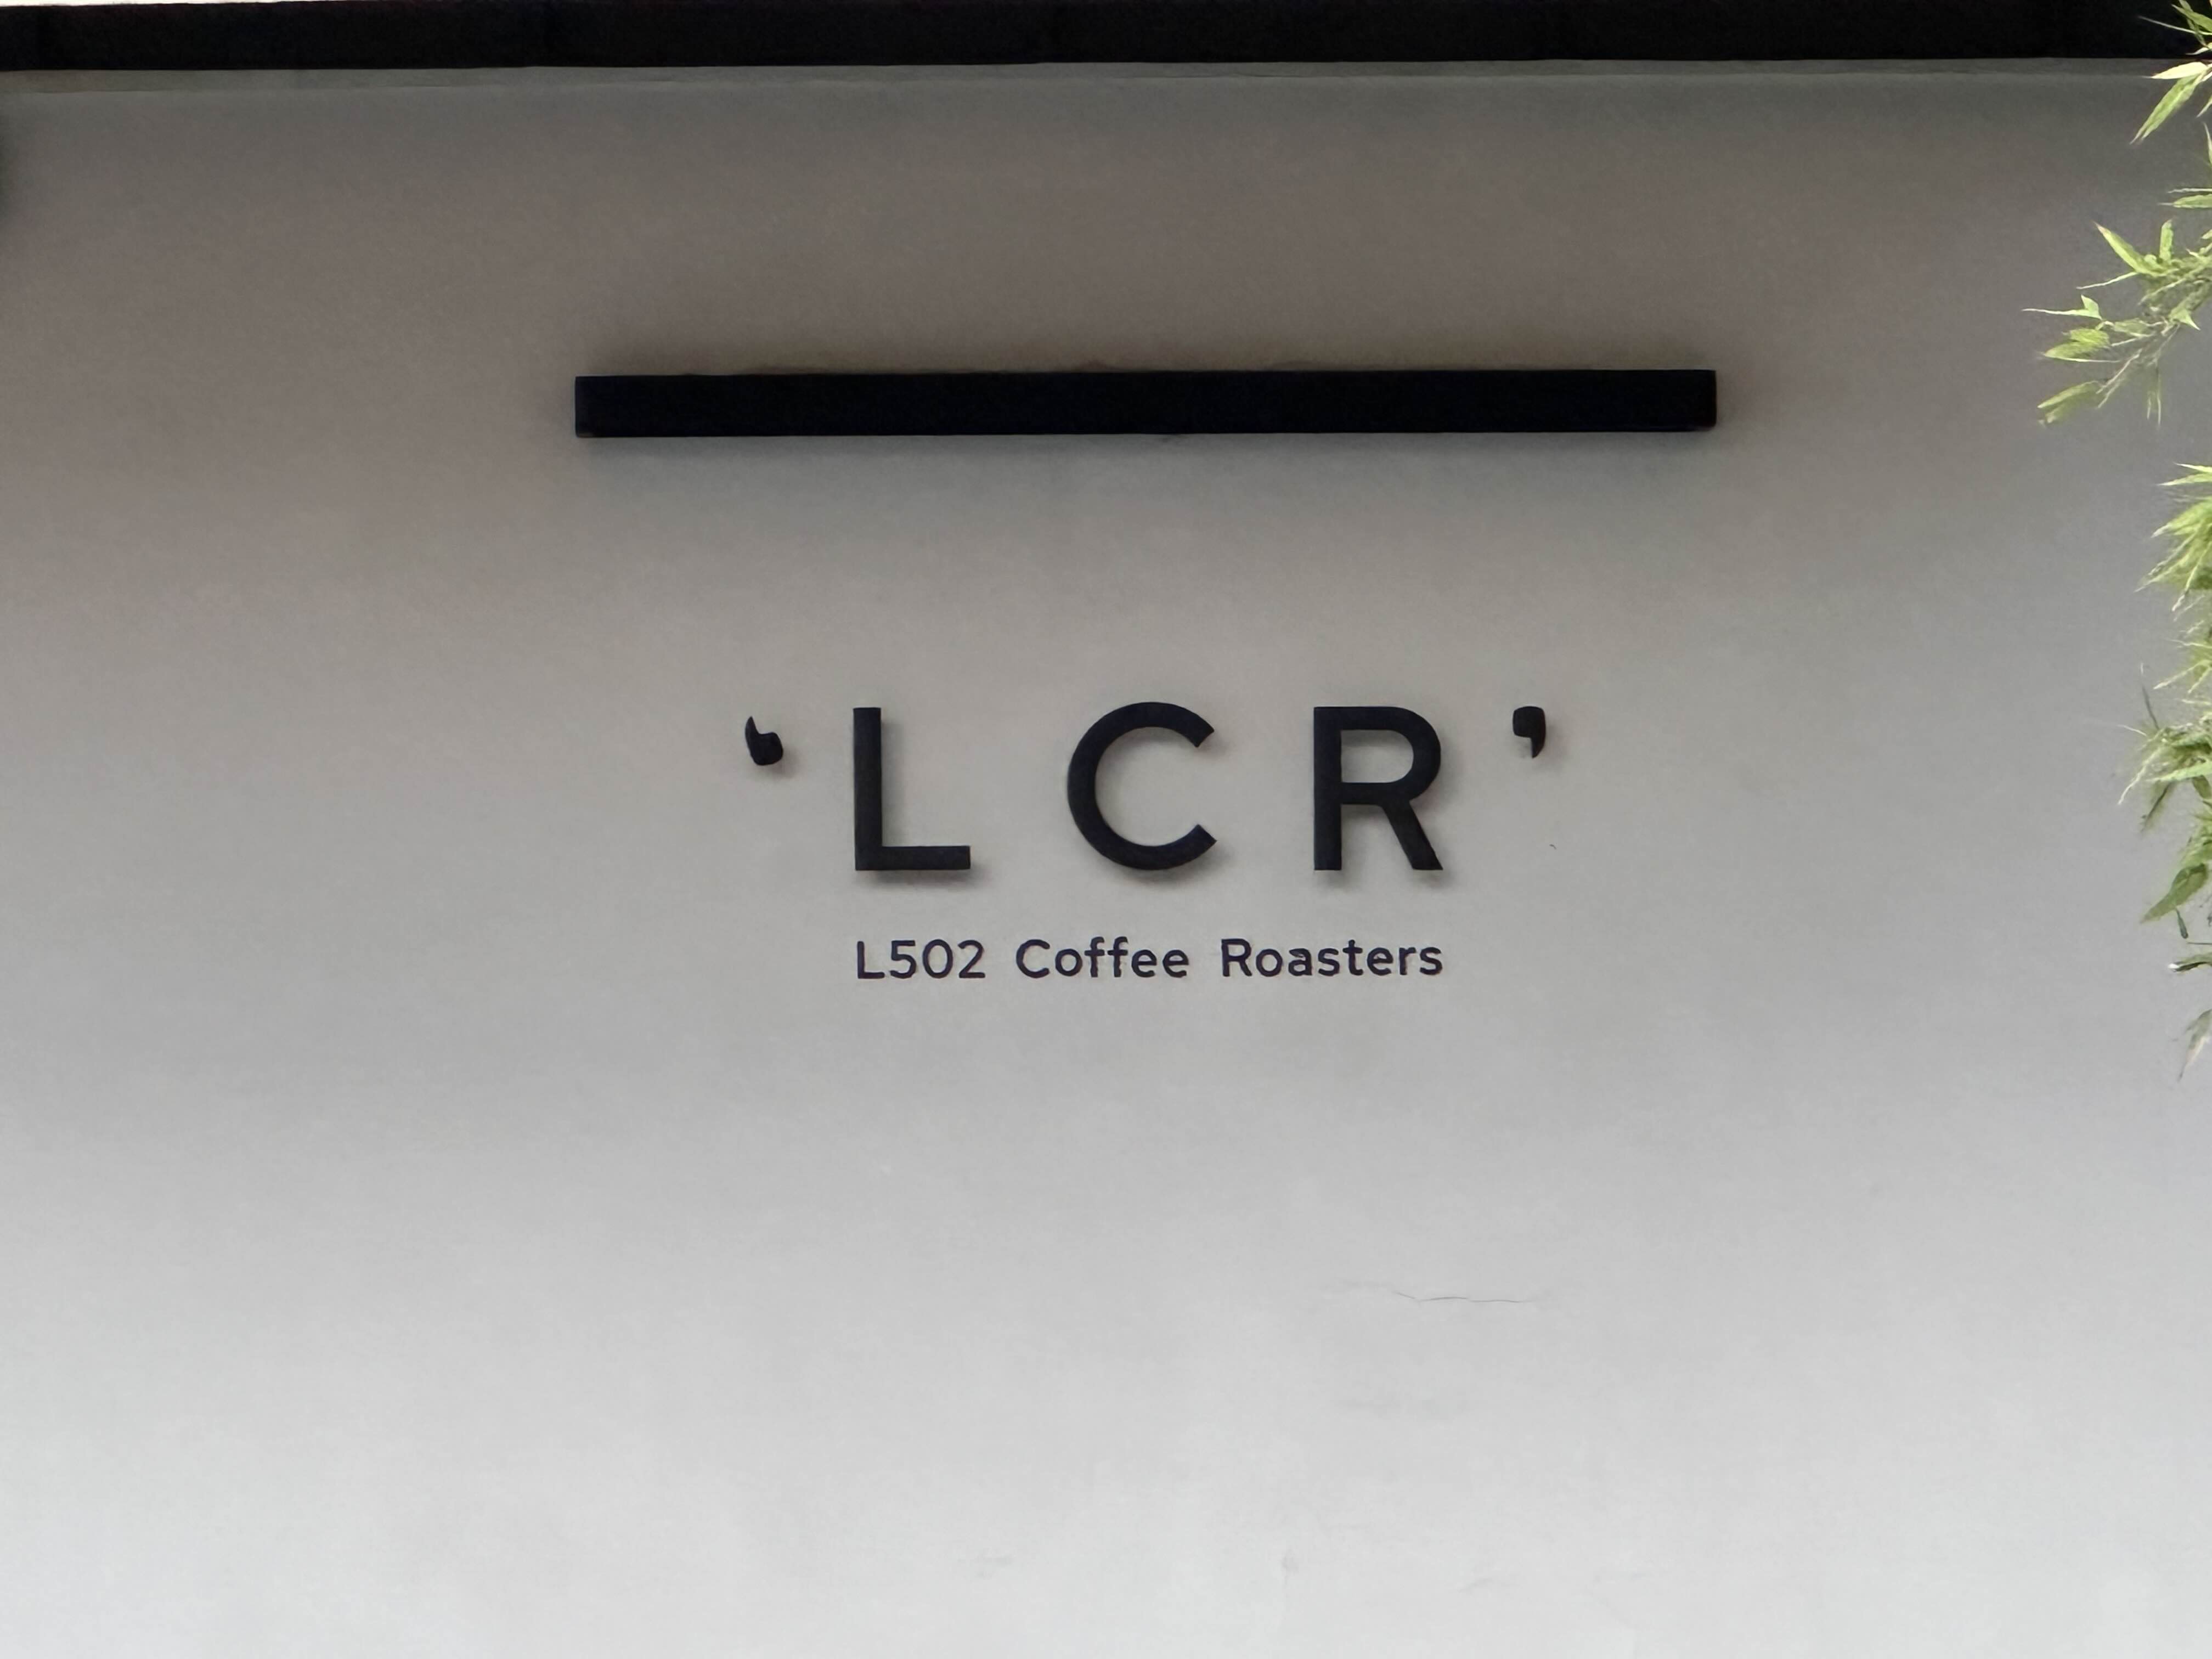 ‘LCR’
L502 Coffee Roasters